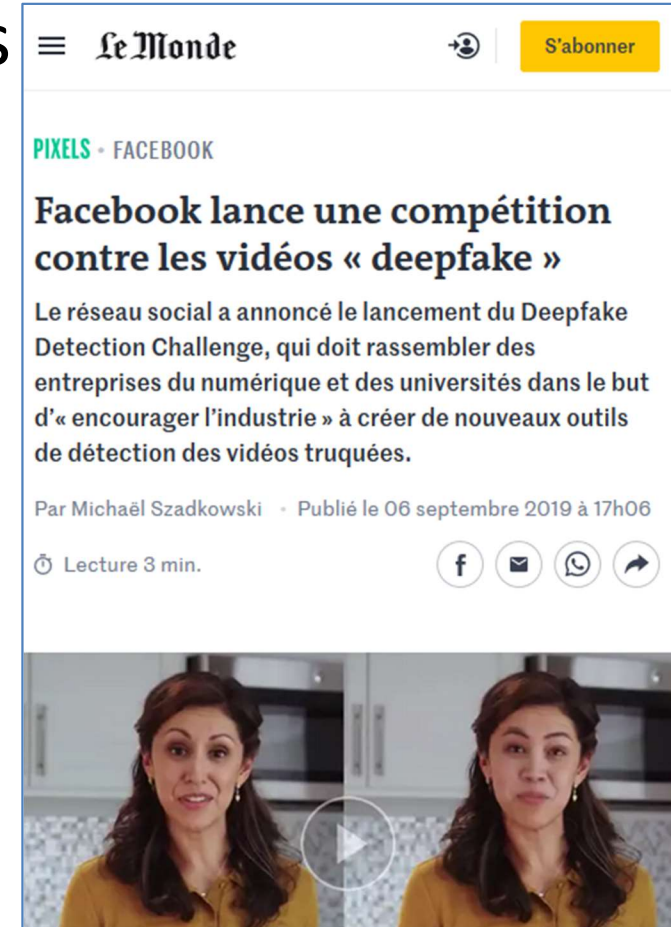 s
Le Monde
S'abonner
PIXELS • FACEBOOK
Facebook lance une compétition
contre les vidéos « deepfake »
Le réseau social a annoncé le lancement du Deepfake
Detection Challenge, qui doit rassembler des
entreprises du numérique et des universités dans le but
d'« encourager l'industrie » à créer de nouveaux outils
de détection des vidéos truquées.
Par Michaël Szadkowski • Publié le 06 septembre 2019 à 17h06
Lecture 3 min.
f